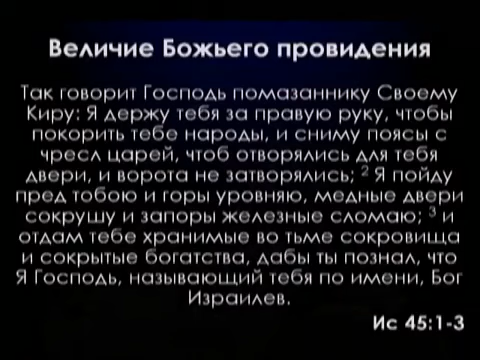 Величие Божьего провидения
Так говорит Господь помазаннику Своему
Киру: Я держу тебя за правую руку, чтобы
покорить тебе народы, и сниму поясы с
чресл царей, чтоб отворялись для тебя
двери, и ворота не затворялись; ² Я пойду
пред тобою и горы уровняю, медные двери
сокрушу и запоры железные сломаю; ³ и
отдам тебе хранимые во тьме сокровища
и сокрытые богатства, дабы ты познал, что
Я Господь, называющий тебя по имени, Бог
Израилев.
Ис 45:1-3